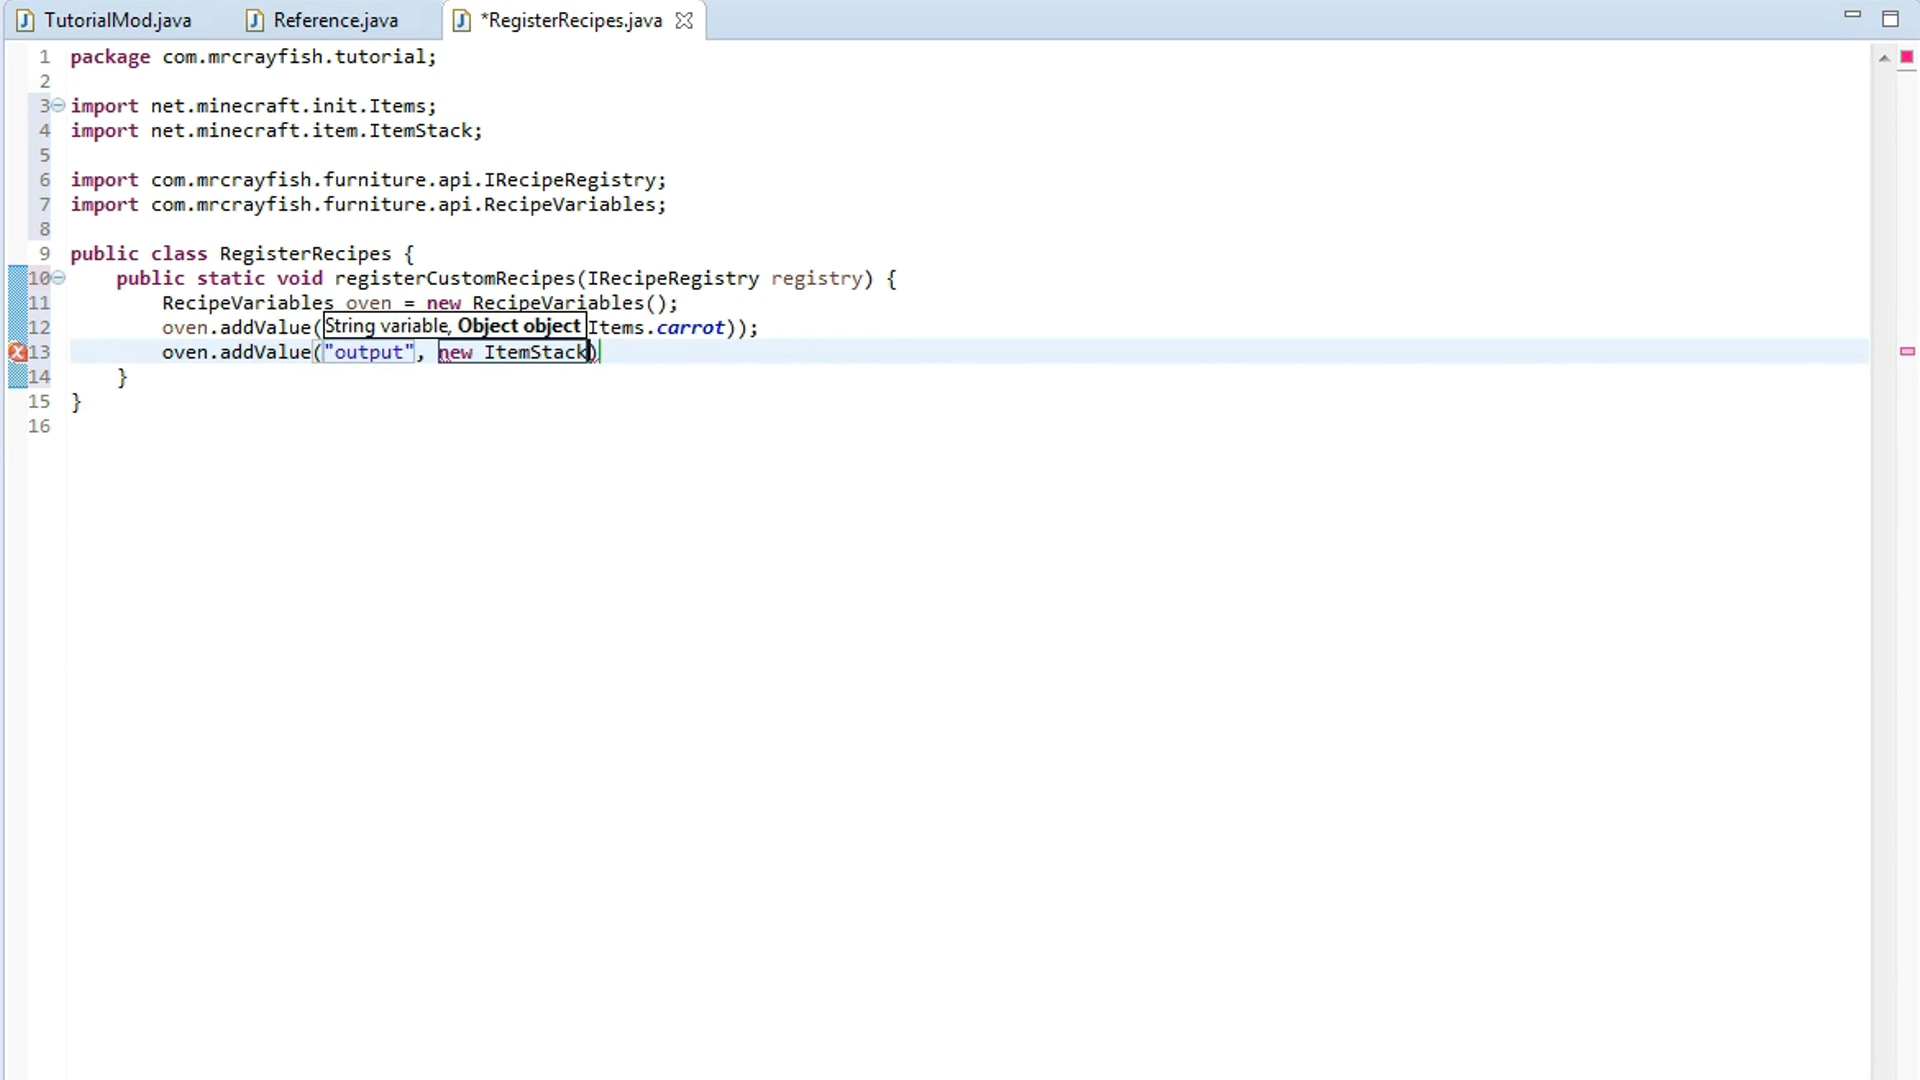 TutorialMod.java Reference.java *RegisterRecipes.java
1 package com.mrcrayfish.tutorial;
2
3 import net.minecraft.init.Items;
4 import net.minecraft.item.ItemStack;
5
6 import com.mrcrayfish.furniture.api.IRecipeRegistry;
7 import com.mrcrayfish.furniture.api.RecipeVariables;
8
9 public class RegisterRecipes {
10 public static void registerCustomRecipes(IRecipeRegistry registry) {
11 RecipeVariables oven = new RecipeVariables();
12 oven.addValue(String variable, Object object Items.carrot));
13 oven.addValue("output", new ItemStack)
14 }
15 }
16